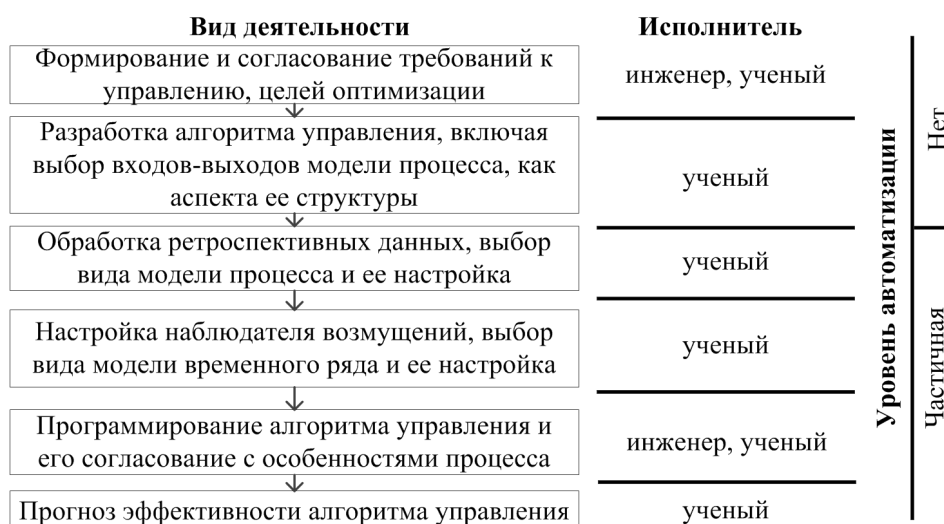 Вид деятельности
Исполнитель
Формирование и согласование требований к
управлению, целей оптимизации
инженер, ученый
Разработка алгоритма управления, включая
выбор входов-выходов модели процесса, как
аспекта ее структуры
ученый
Обработка ретроспективных данных, выбор
вида модели процесса и ее настройка
ученый
Настройка наблюдателя возмущений, выбор
вида модели временного ряда и ее настройка
ученый
Программирование алгоритма управления и
его согласование с особенностями процесса
инженер, ученый
Прогноз эффективности алгоритма управления
ученый
Уровень автоматизации
Нет
Частичная